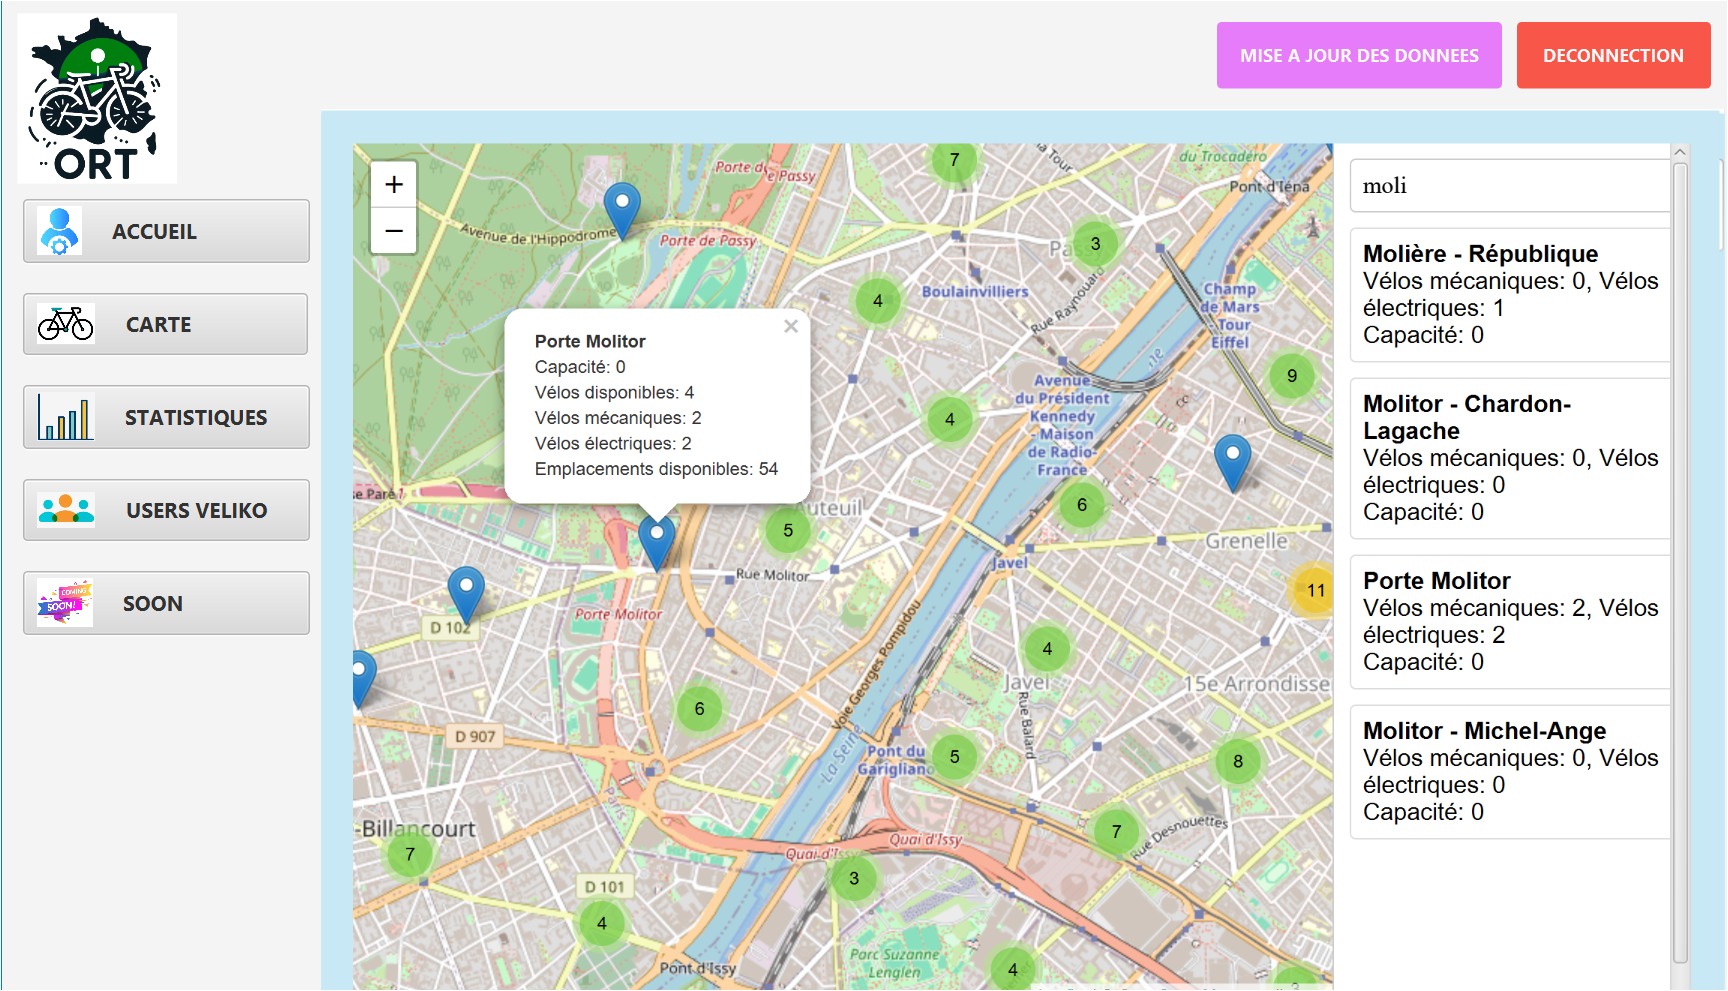 ORT
MISE A JOUR DES DONNEES
DECONNECTION
ACCUEIL
CARTE
STATISTIQUES
USERS VELIKO
COMING
SOON!
SOON
+
−
Porte de Passy
Avenue de l'Hippodrome
Porte de Passy
7
du Trocadéro
Pont d'Iéna
3
4
Boulainvilliers
Rue Raynouard
Champ
de Mars
Tour
Eiffel
9
Avenue
du Président
Kennedy
- Maison
de Radio-
France
4
×
Porte Molitor
Capacité: 0
Vélos disponibles: 4
Vélos mécaniques: 2
Vélos électriques: 2
Emplacements disponibles: 54
Auteuil
5
6
Grenelle
Javel
11
Rue Molitor
Porte Molitor
D 102
4
Javel
15e Arrondisse
Rue Balard
Voie Georges Pompidou
6
D 907
La Seine
Pont du
Garigliano
5
8
Paris
-Billancourt
7
Quai d'Issy
Quai d'Issy
7
Rue Desnouettes
3
D 101
4
Parc Suzanne
Lenglen
Pont d'Issy
4
moli
Molière - République
Vélos mécaniques: 0, Vélos
électriques: 1
Capacité: 0
Molitor - Chardon-
Lagache
Vélos mécaniques: 0, Vélos
électriques: 0
Capacité: 0
Porte Molitor
Vélos mécaniques: 2, Vélos
électriques: 2
Capacité: 0
Molitor - Michel-Ange
Vélos mécaniques: 0, Vélos
électriques: 0
Capacité: 0